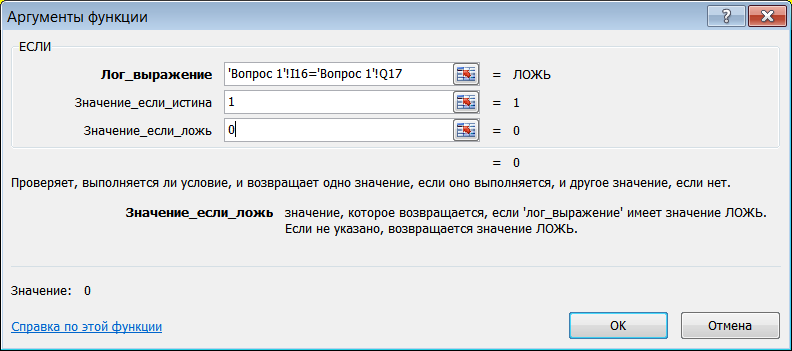 Аргументы функции
ЕСЛИ
Лог_выражение 'Вопрос 1'!I16='Вопрос 1'!Q17 = ЛОЖЬ
Значение_если_истина 1 = 1
Значение_если_ложь 0 = 0
= 0
Проверяет, выполняется ли условие, и возвращает одно значение, если оно выполняется, и другое значение, если нет.
Значение_если_ложь значение, которое возвращается, если 'лог_выражение' имеет значение ЛОЖЬ.
Если не указано, возвращается значение ЛОЖЬ.
Значение: 0
Справка по этой функции ОК Отмена